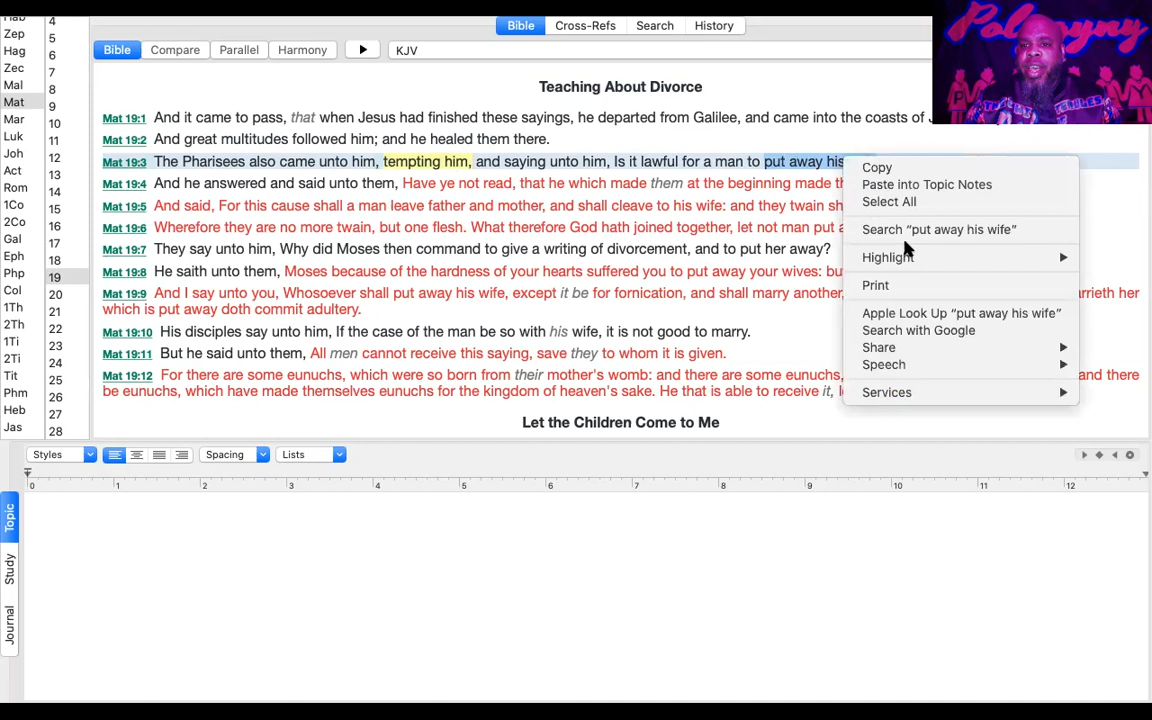 Bible Cross-Refs Search History
Bible Compare Parallel Harmony KJV
Zep
Hag
Zec
Mal
Mat
Mar
Luk
Joh
Act
Rom
1Co
2Co
Gal
Eph
Php
Col
1Th
2Th
1Ti
2Ti
Tit
Phm
Heb
Jas
4
5
6
7
8
9
10
11
12
13
14
15
16
17
18
19
20
21
22
23
24
25
26
27
28
Teaching About Divorce
Mat 19:1 And it came to pass, that when Jesus had finished these sayings, he departed from Galilee, and came into the coasts of
Mat 19:2 And great multitudes followed him; and he healed them there.
Mat 19:3 The Pharisees also came unto him, tempting him, and saying unto him, Is it lawful for a man to put away his
Mat 19:4 And he answered and said unto them, Have ye not read, that he which made them at the beginning made
Mat 19:5 And said, For this cause shall a man leave father and mother, and shall cleave to his wife: and they twain
Mat 19:6 Wherefore they are no more twain, but one flesh. What therefore God hath joined together, let not man put
Mat 19:7 They say unto him, Why did Moses then command to give a writing of divorcement, and to put her away?
Mat 19:8 He saith unto them, Moses because of the hardness of your hearts suffered you to put away your wives:
Mat 19:9 And I say unto you, Whosoever shall put away his wife, except it be for fornication, and shall marry another, rrieth her
which is put away doth commit adultery.
Mat 19:10 His disciples say unto him, If the case of the man be so with his wife, it is not good to marry.
Mat 19:11 But he said unto them, All men cannot receive this saying, save they to whom it is given.
Mat 19:12 For there are some eunuchs, which were so born from their mother's womb: and there are some eunuchs, and there
be eunuchs, which have made themselves eunuchs for the kingdom of heaven's sake. He that is able to receive it,
Let the Children Come to Me
Copy
Paste into Topic Notes
Select All
Search “put away his wife”
Highlight
Print
Apple Look Up “put away his wife”
Search with Google
Share
Speech
Services
Styles Spacing Lists
0 1 2 3 4 5 6 7 8 9 10 11 12
Topic
Study
Journal